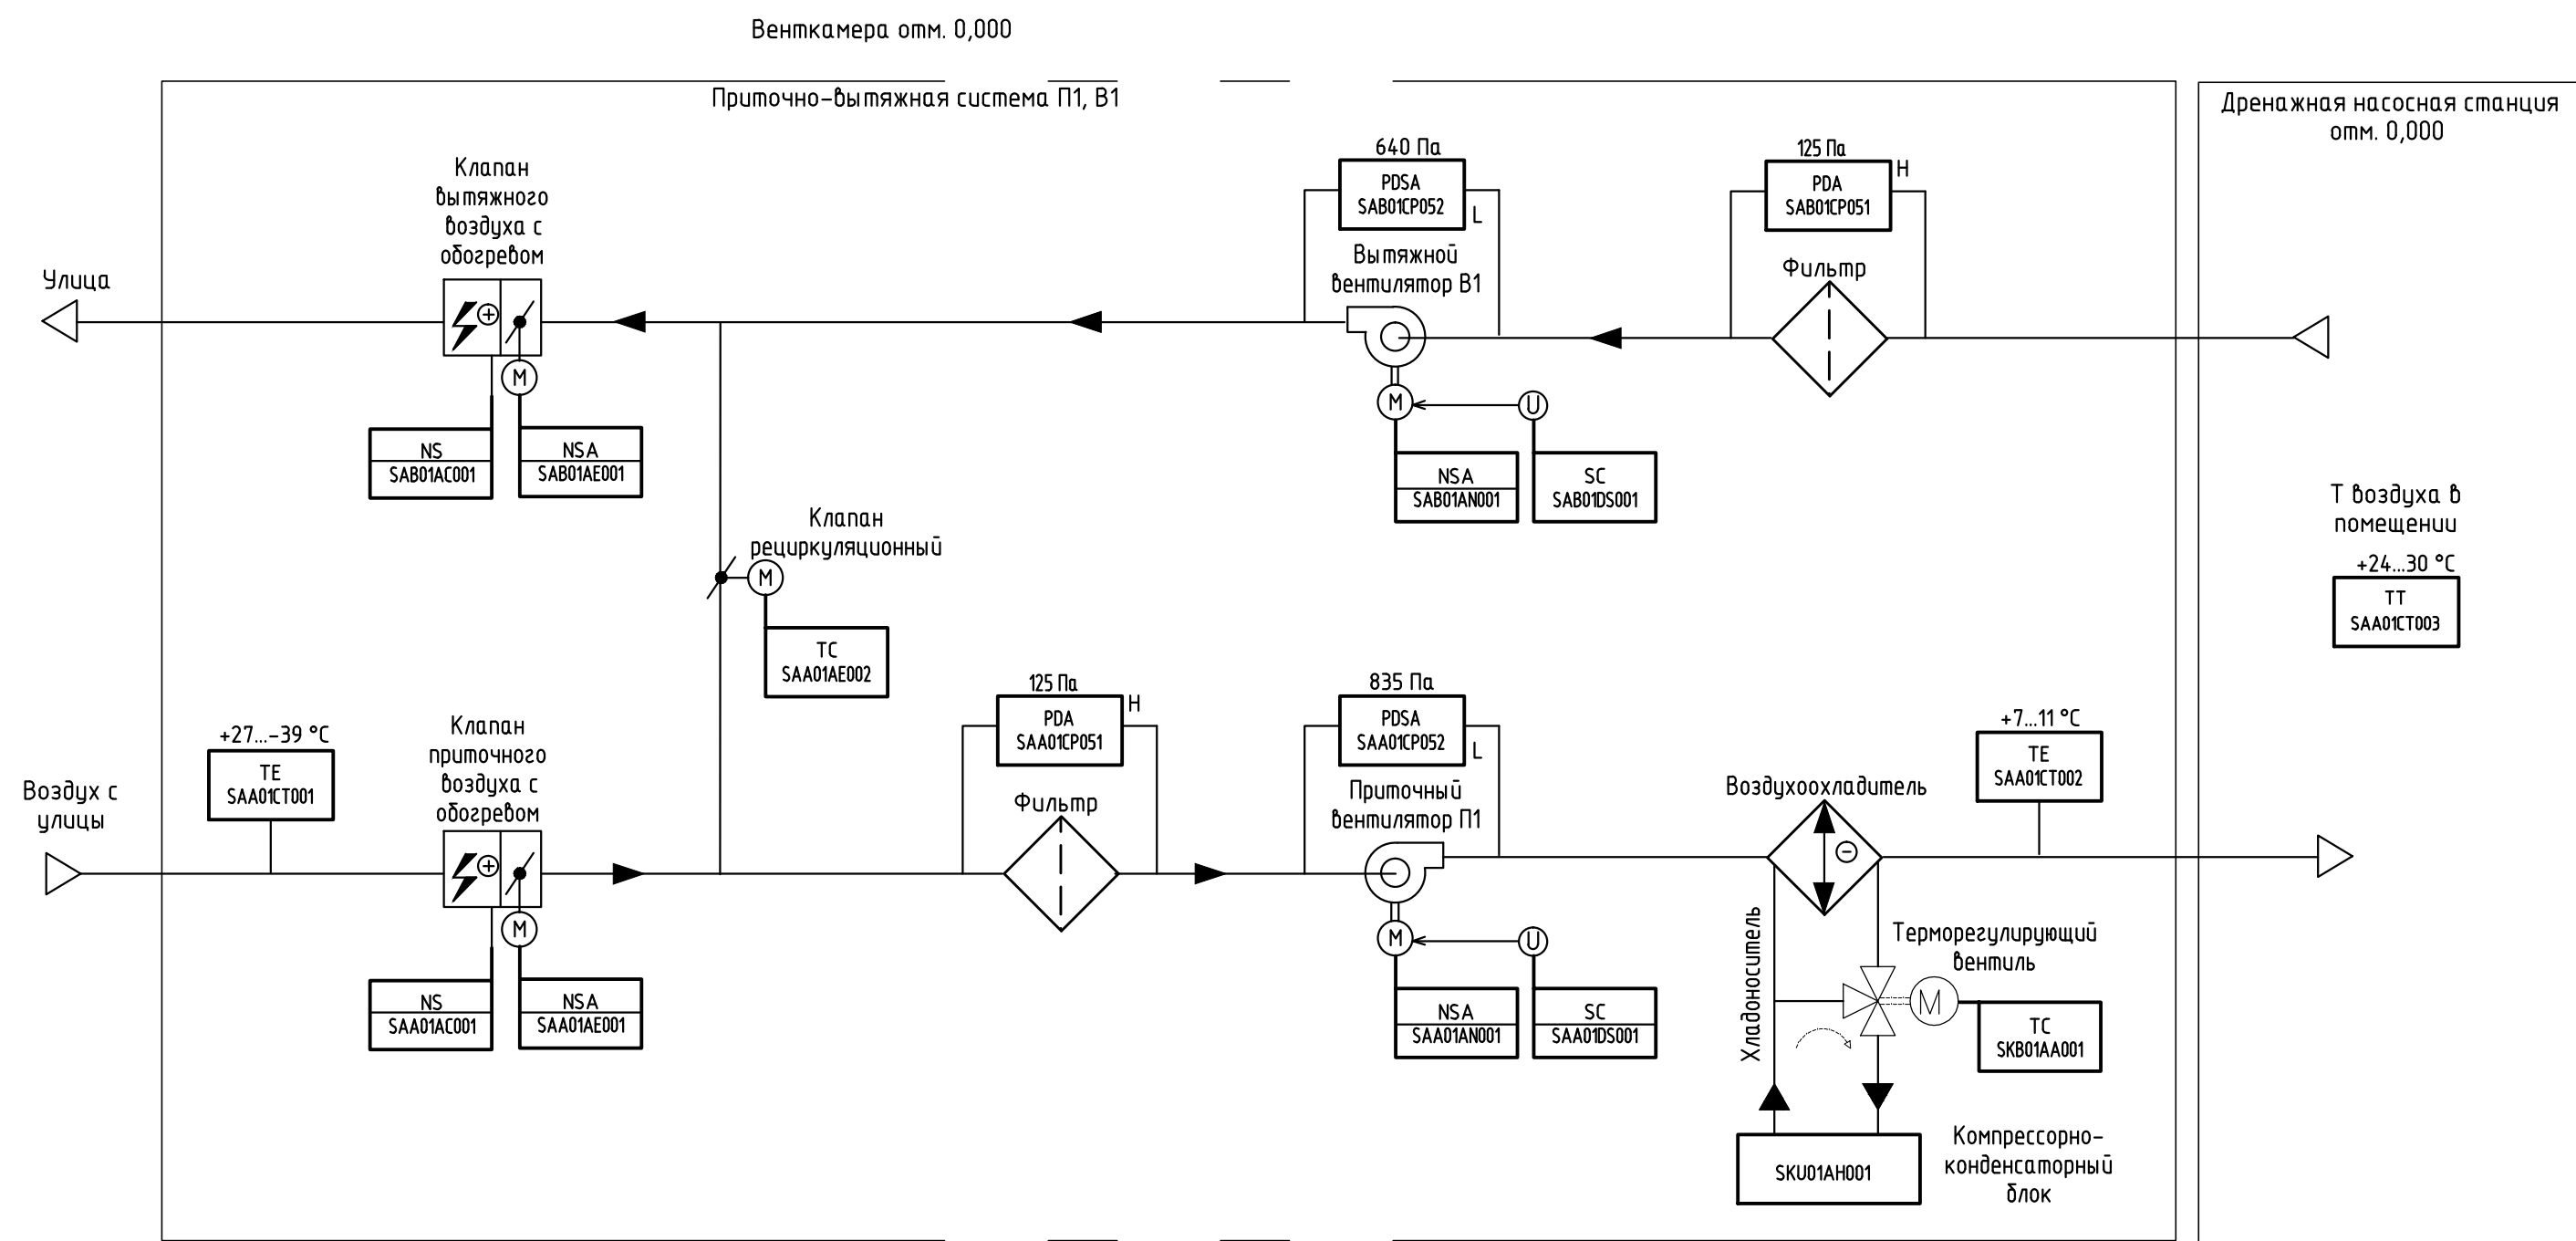 Венткамера отм. 0,000
Приточно-вытяжная система П1, В1
Дренажная насосная станция
отм. 0,000
Клапан
вытяжного
воздуха с
обогревом
640 Па
PDSA
SAB01CP052
L
125 Па
PDA
SAB01CP051
H
Вытяжной
вентилятор В1
Фильтр
Улица
M
NS
SAB01AC001
NSA
SAB01AE001
M
U
NSA
SAB01AN001
SC
SAB01DS001
Т воздуха в
помещении
+24...30 °C
TT
SAA01CT003
Клапан
рециркуляционный
M
TC
SAA01AE002
125 Па
PDA
SAA01CP051
H
835 Па
PDSA
SAA01CP052
L
+27...-39 °C
TE
SAA01CT001
Клапан
приточного
воздуха с
обогревом
+7...11 °C
TE
SAA01CT002
Воздух с
улицы
Фильтр
Приточный
вентилятор П1
Воздухоохладитель
M
NS
SAA01AC001
NSA
SAA01AE001
M
U
NSA
SAA01AN001
SC
SAA01DS001
Хладоноситель
Терморегулирующий
вентиль
M
TC
SKB01AA001
SKU01AH001
Компрессорно-
конденсаторный
блок